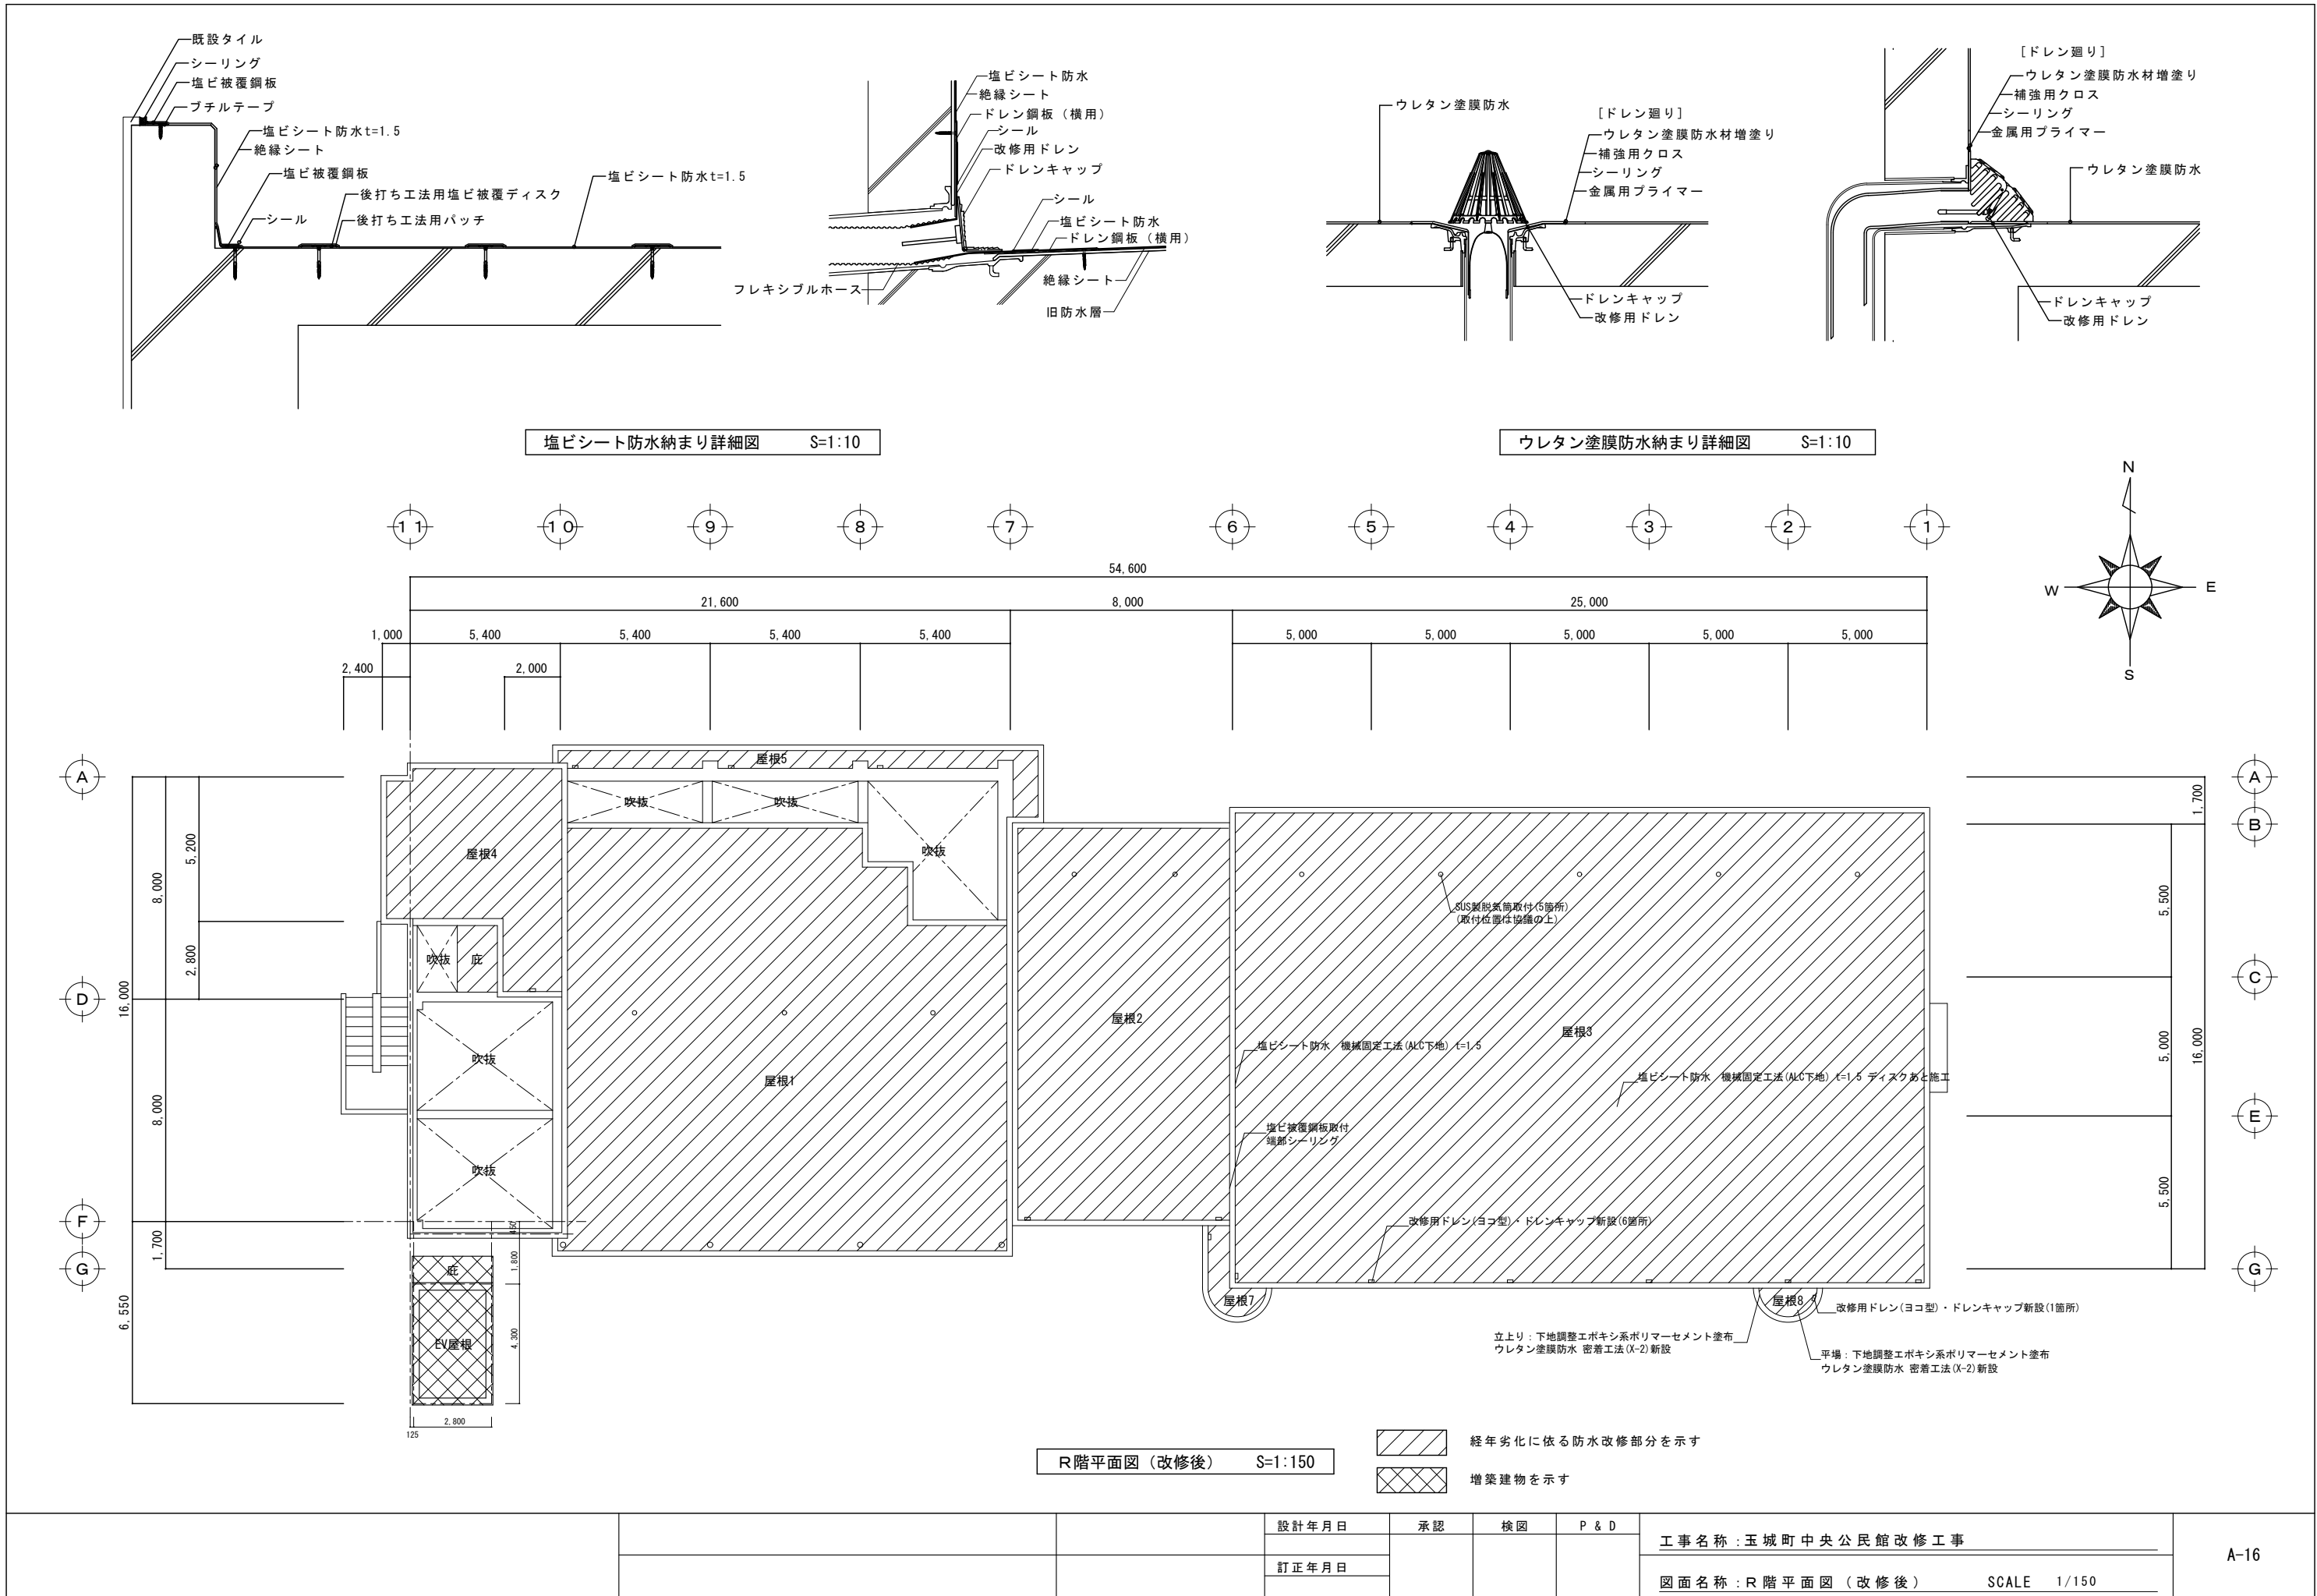 既設タイル
シーリング
塩ビ被覆鋼板
ブチルテープ
塩ビシート防水t=1.5
絶縁シート
塩ビ被覆鋼板
後打ち工法用塩ビ被覆ディスク
シール
後打ち工法用パッチ
塩ビシート防水t=1.5
塩ビシート防水
絶縁シート
ドレン鋼板（横用）
シール
改修用ドレン
ドレンキャップ
シール
塩ビシート防水
ドレン鋼板（横用）
絶縁シート
フレキシブルホース
旧防水層
塩ビシート防水納まり詳細図 S=1:10
ウレタン塗膜防水
[ドレン廻り]
ウレタン塗膜防水材増塗り
補強用クロス
シーリング
金属用プライマー
ドレンキャップ
改修用ドレン
[ドレン廻り]
ウレタン塗膜防水材増塗り
補強用クロス
シーリング
金属用プライマー
ウレタン塗膜防水
ドレンキャップ
改修用ドレン
ウレタン塗膜防水納まり詳細図 S=1:10
N
W E
S
11 10 9 8 7 6 5 4 3 2 1
54,600
21,600 8,000 25,000
1,000 5,400 5,400 5,400 5,400 5,000 5,000 5,000 5,000 5,000
2,400 2,000
A
D
F
G
5,200
8,000
2,800
16,000
8,000
1,700
6,550
A
B
C
E
G
1,700
5,500
5,000
16,000
5,500
屋根5
吹抜 吹抜
吹抜
屋根4
吹抜 庇
吹抜
吹抜
屋根1
屋根2
屋根3
SUS製脱気筒取付(5箇所)
(取付位置は協議の上)
塩ビシート防水 機械固定工法(ALC下地) t=1.5
塩ビシート防水 機械固定工法(ALC下地) t=1.5 ディスクあと施工
塩ビ被覆鋼板取付
端部シーリング
改修用ドレン(ヨコ型)・ドレンキャップ新設(6箇所)
屋根7
屋根8
改修用ドレン(ヨコ型)・ドレンキャップ新設(1箇所)
立上り：下地調整エポキシ系ポリマーセメント塗布
ウレタン塗膜防水 密着工法(X-2)新設
平場：下地調整エポキシ系ポリマーセメント塗布
ウレタン塗膜防水 密着工法(X-2)新設
庇
EV屋根
450
1,800
4,300
2,800
125
R階平面図（改修後） S=1:150
経年劣化に依る防水改修部分を示す
増築建物を示す
設計年月日 承認 検図 P & D
訂正年月日
工事名称：玉城町中央公民館改修工事
図面名称：R階平面図（改修後） SCALE 1/150
A-16